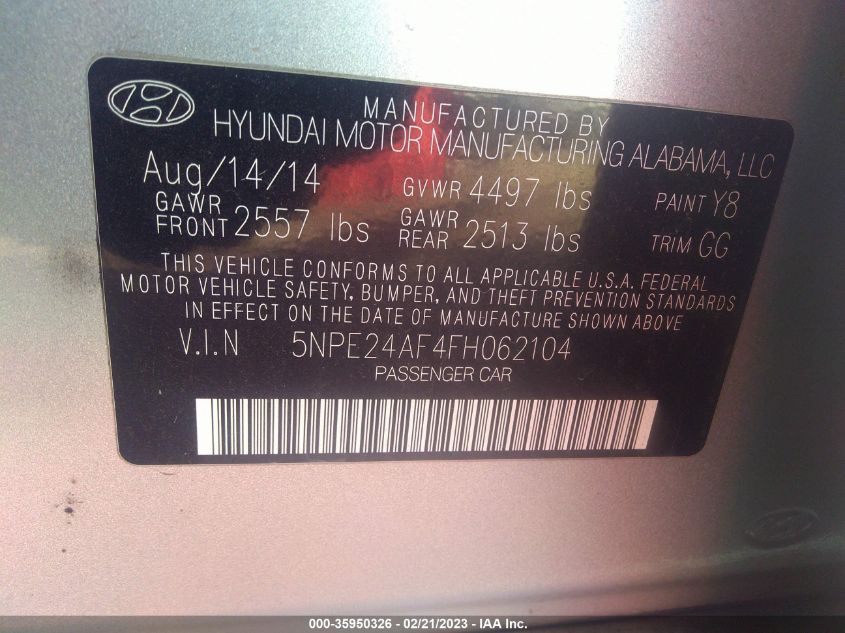 MANUFACTURED BY
HYUNDAI MOTOR MANUFACTURING ALABAMA, LLC
Aug/14/14 GVWR 4497 lbs PAINT Y8
GAWR FRONT 2557 lbs GAWR REAR 2513 lbs TRIM GG
THIS VEHICLE CONFORMS TO ALL APPLICABLE U.S.A. FEDERAL
MOTOR VEHICLE SAFETY, BUMPER, AND THEFT PREVENTION STANDARDS
IN EFFECT ON THE DATE OF MANUFACTURE SHOWN ABOVE
V.I.N 5NPE24AF4FH062104
PASSENGER CAR
000-35950326 - 02/21/2023 - IAA Inc.